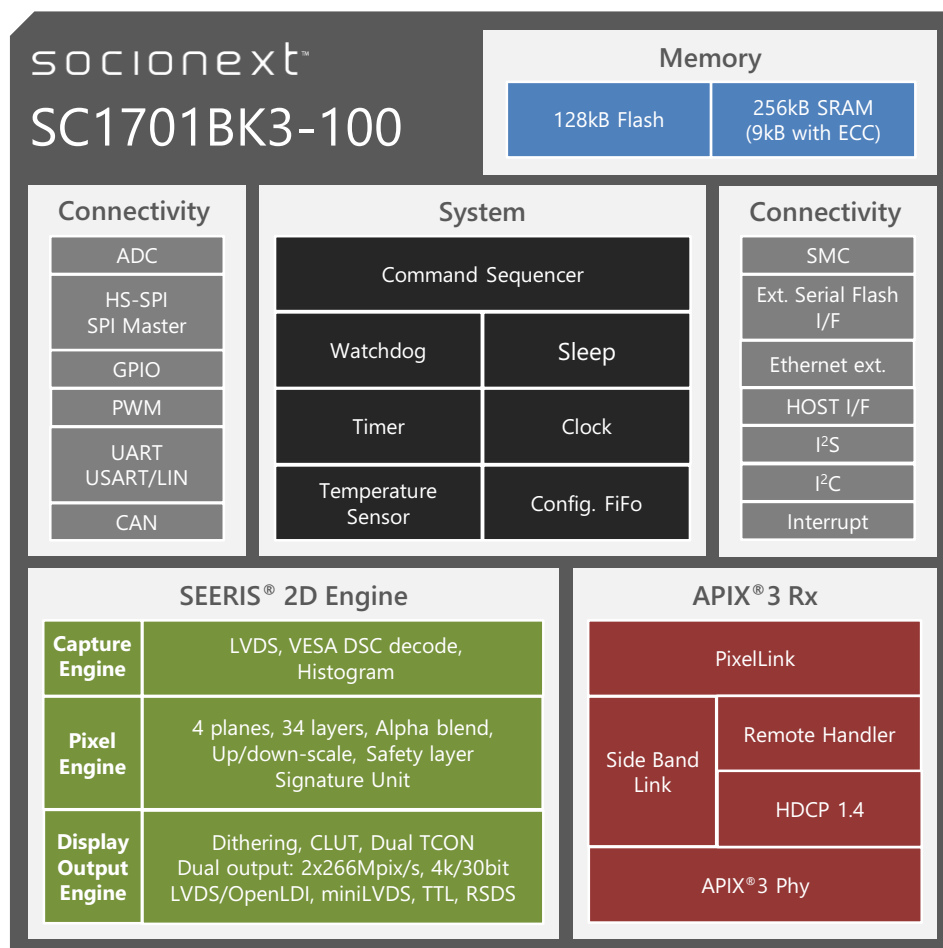 socionext™
SC1701BK3-100
Memory
128kB Flash
256kB SRAM
(9kB with ECC)
Connectivity
ADC
HS-SPI
SPI Master
GPIO
PWM
UART
USART/LIN
CAN
System
Command Sequencer
Watchdog
Sleep
Timer
Clock
Temperature
Sensor
Config. FiFo
Connectivity
SMC
Ext. Serial Flash
I/F
Ethernet ext.
HOST I/F
I²S
I²C
Interrupt
SEERIS® 2D Engine
Capture
Engine
LVDS, VESA DSC decode,
Histogram
Pixel
Engine
4 planes, 34 layers, Alpha blend,
Up/down-scale, Safety layer
Signature Unit
Display
Output
Engine
Dithering, CLUT, Dual TCON
Dual output: 2x266Mpix/s, 4k/30bit
LVDS/OpenLDI, miniLVDS, TTL, RSDS
APIX®3 Rx
PixelLink
Side Band
Link
Remote Handler
HDCP 1.4
APIX®3 Phy